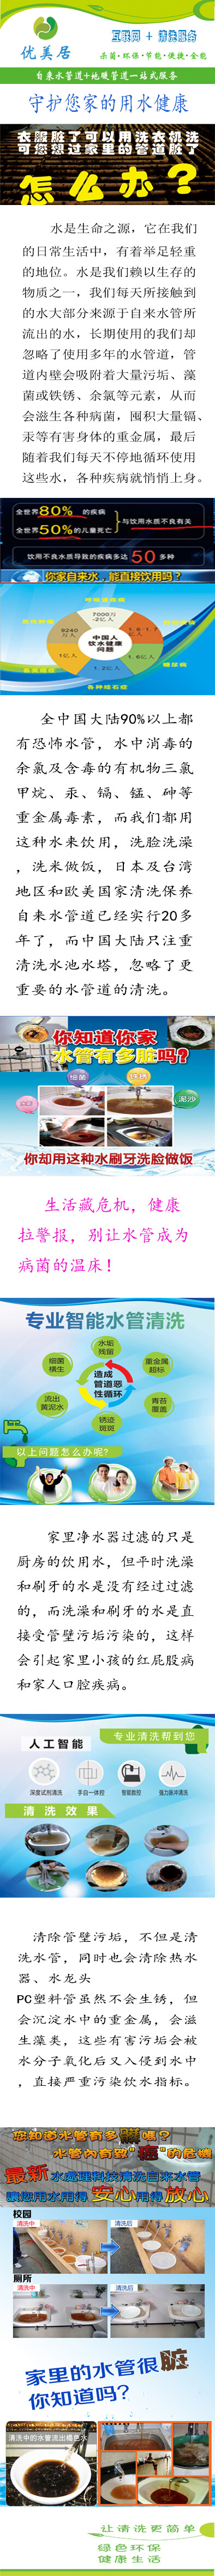 优美居
互联网 + 清洗服务
杀菌·环保·节能·便捷·全能
自来水管道+地暖管道一站式服务
守护您家的用水健康
衣服脏了可以用洗衣机洗
可您想过家里的管道脏了
怎么办?
水是生命之源，它在我们
的日常生活中，有着举足轻重
的地位。水是我们赖以生存的
物质之一，我们每天所接触到
的水大部分来源于自来水管所
流出的水，长期使用的我们却
忽略了使用多年的水管道，管
道内壁会吸附着大量污垢、藻
菌或铁锈、余氯等元素，从而
会滋生各种病菌，囤积大量镉、
汞等有害身体的重金属，最后
随着我们每天不停地循环使用
这些水，各种疾病就悄悄上身。
全世界80% 的疾病
全世界50%的儿童死亡
与饮用水质不良有关
饮用不良水质导致的疾病多达 50 多种
你家自来水，能直接饮用吗？
7000万
-2亿人
9240
万人
中国人
饮水健康
问题
1亿人
1.2亿人
1.6亿人
糖尿病
各种结石症
全中国大陆90%以上都
有恐怖水管，水中消毒的
余氯及含毒的有机物三氯
甲烷、汞、镉、锰、砷等
重金属毒素，而我们都用
这种水来饮用，洗脸洗澡
，洗米做饭，日本及台湾
地区和欧美国家清洗保养
自来水管道已经实行20多
年了，而中国大陆只注重
清洗水池水塔，忽略了更
重要的水管道的清洗。
你知道你家
水管有多脏吗?
细菌
铁锈
泥沙
你却用这种水刷牙洗脸做饭
生活藏危机，健康
拉警报，别让水管成为
病菌的温床！
专业智能水管清洗
水垢
残留
细菌
横生
重金属
超标
造成
管道恶
性循环
流出
黄泥水
青苔
覆盖
锈迹
斑斑
以上问题怎么办呢?
家里净水器过滤的只是
厨房的饮用水，但平时洗澡
和刷牙的水是没有经过过滤
的，而洗澡和刷牙的水是直
接受管壁污垢污染的，这样
会引起家里小孩的红屁股病
和家人口腔疾病。
专业清洗帮到您
人工智能
深度试剂清洗
手自一体控
智能数控
强力脉冲清洗
清 洗 效 果
清除管壁污垢，不但是清
洗水管，同时也会清除热水
器、水龙头
PC塑料管虽然不会生锈，但
会沉淀水中的重金属，会滋
生藻类，这些有害污垢会被
水分子氧化后又入侵到水中
，直接严重污染饮水指标。
您知道水管有多髒嗎?
水管內有致"癌"的危機
最新 水處理科技清洗自來水管
讓您用水用得 安心 用得 放心
校园
清洗中
清洗后
厕所
清洗中
清洗后
家里的水管很脏
你知道吗?
清洗中的水管流出橘色水
让清洗更简单
绿色环保
健康生活